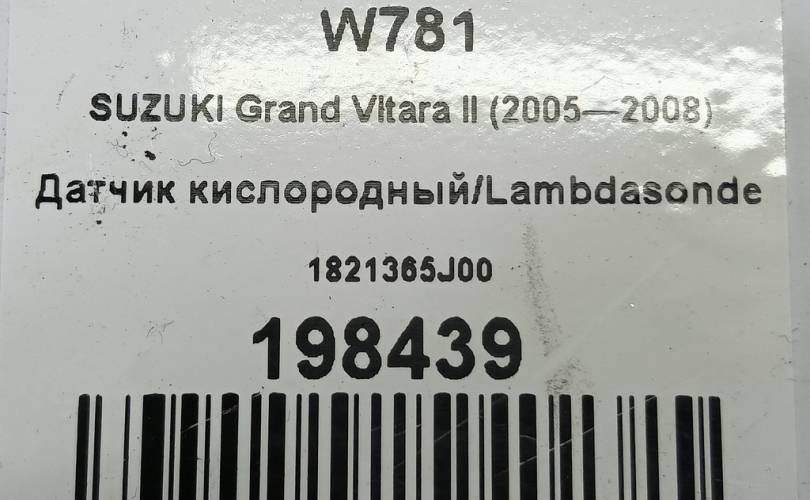 W781
SUZUKI Grand VItara II (2005—2008)
Датчик кислородный/Lambdasonde
1821365J00
198439